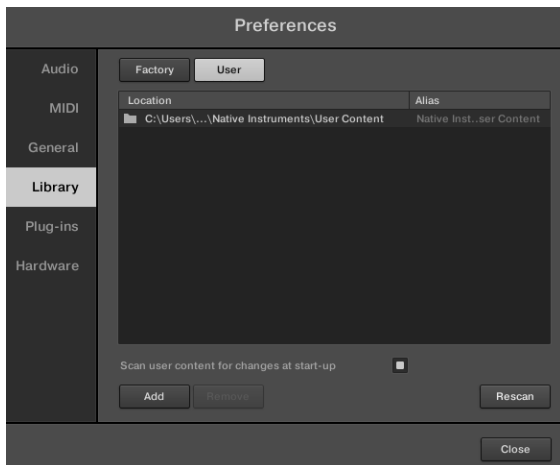 Preferences
Audio
MIDI
General
Library
Plug-ins
Hardware
Factory User
Location Alias
C:\Users\...\Native Instruments\User Content Native Inst..ser Content
Scan user content for changes at start-up
Add Remove Rescan
Close